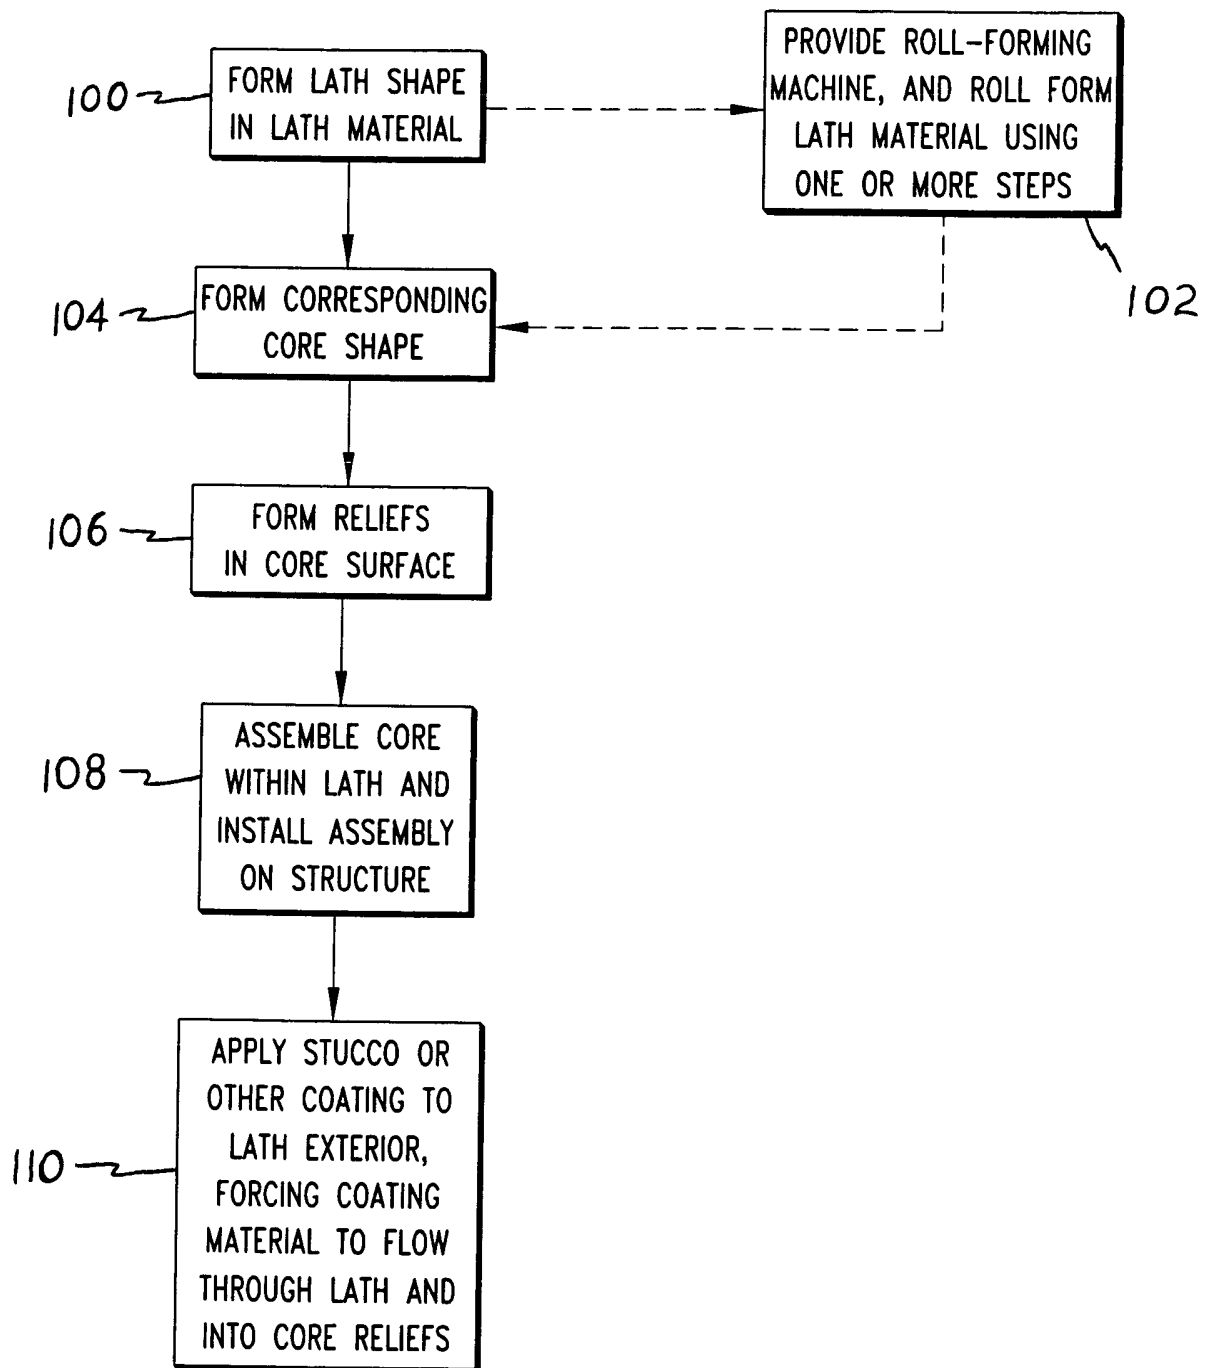 100
FORM LATH SHAPE
IN LATH MATERIAL
PROVIDE ROLL-FORMING
MACHINE, AND ROLL FORM
LATH MATERIAL USING
ONE OR MORE STEPS
102
104
FORM CORRESPONDING
CORE SHAPE
106
FORM RELIEFS
IN CORE SURFACE
108
ASSEMBLE CORE
WITHIN LATH AND
INSTALL ASSEMBLY
ON STRUCTURE
110
APPLY STUCCO OR
OTHER COATING TO
LATH EXTERIOR,
FORCING COATING
MATERIAL TO FLOW
THROUGH LATH AND
INTO CORE RELIEFS